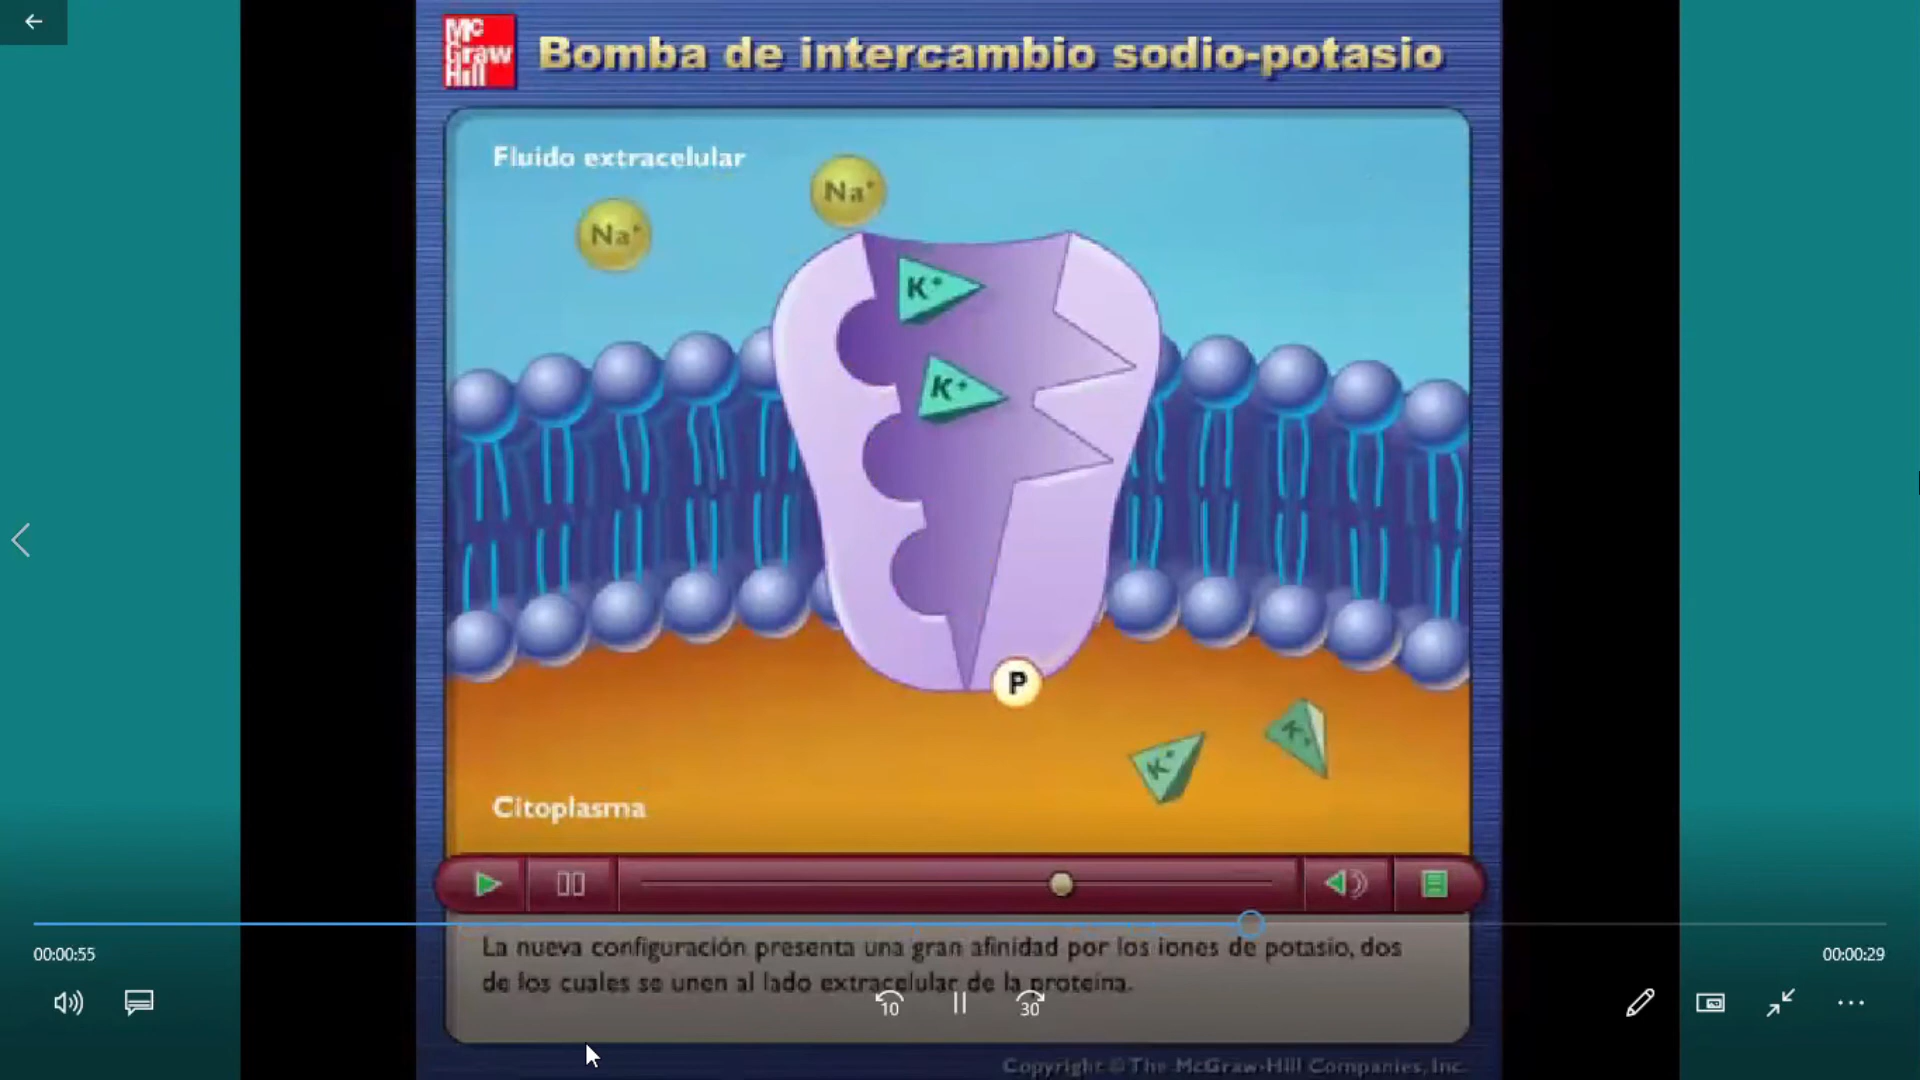 Mc
Graw
Hill
Bomba de intercambio sodio-potasio
Fluido extracelular
Na⁺
Na⁺
K⁺
K⁺
P
K⁺
K⁺
Citoplasma
La nueva configuración presenta una gran afinidad por los iones de potasio, dos
de los cuales se unen al lado extracelular de la proteína.
00:00:55
00:00:29
10
30
Copyright © The McGraw-Hill Companies, Inc.